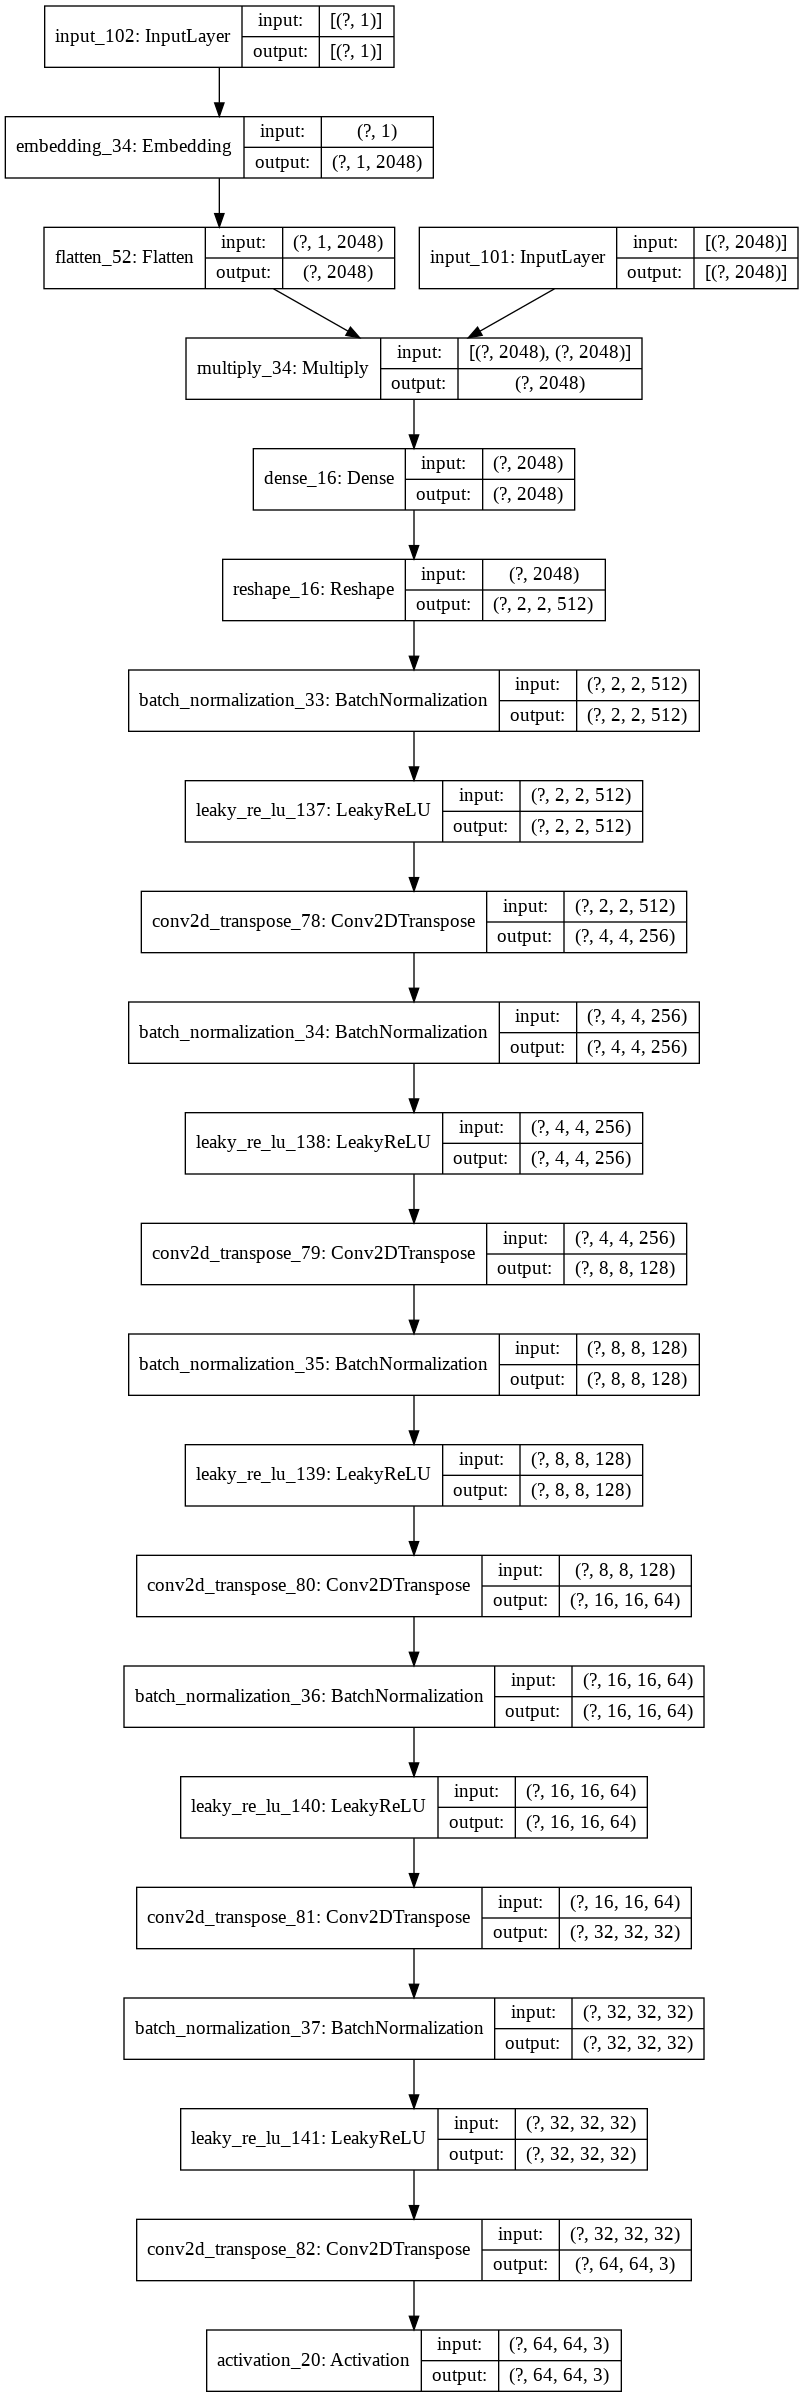 input_102: InputLayer
input: [(?, 1)]
output: [(?, 1)]
embedding_34: Embedding
input: (?, 1)
output: (?, 1, 2048)
flatten_52: Flatten
input: (?, 1, 2048)
output: (?, 2048)
input_101: InputLayer
input: [(?, 2048)]
output: [(?, 2048)]
multiply_34: Multiply
input: [(?, 2048), (?, 2048)]
output: (?, 2048)
dense_16: Dense
input: (?, 2048)
output: (?, 2048)
reshape_16: Reshape
input: (?, 2048)
output: (?, 2, 2, 512)
batch_normalization_33: BatchNormalization
input: (?, 2, 2, 512)
output: (?, 2, 2, 512)
leaky_re_lu_137: LeakyReLU
input: (?, 2, 2, 512)
output: (?, 2, 2, 512)
conv2d_transpose_78: Conv2DTranspose
input: (?, 2, 2, 512)
output: (?, 4, 4, 256)
batch_normalization_34: BatchNormalization
input: (?, 4, 4, 256)
output: (?, 4, 4, 256)
leaky_re_lu_138: LeakyReLU
input: (?, 4, 4, 256)
output: (?, 4, 4, 256)
conv2d_transpose_79: Conv2DTranspose
input: (?, 4, 4, 256)
output: (?, 8, 8, 128)
batch_normalization_35: BatchNormalization
input: (?, 8, 8, 128)
output: (?, 8, 8, 128)
leaky_re_lu_139: LeakyReLU
input: (?, 8, 8, 128)
output: (?, 8, 8, 128)
conv2d_transpose_80: Conv2DTranspose
input: (?, 8, 8, 128)
output: (?, 16, 16, 64)
batch_normalization_36: BatchNormalization
input: (?, 16, 16, 64)
output: (?, 16, 16, 64)
leaky_re_lu_140: LeakyReLU
input: (?, 16, 16, 64)
output: (?, 16, 16, 64)
conv2d_transpose_81: Conv2DTranspose
input: (?, 16, 16, 64)
output: (?, 32, 32, 32)
batch_normalization_37: BatchNormalization
input: (?, 32, 32, 32)
output: (?, 32, 32, 32)
leaky_re_lu_141: LeakyReLU
input: (?, 32, 32, 32)
output: (?, 32, 32, 32)
conv2d_transpose_82: Conv2DTranspose
input: (?, 32, 32, 32)
output: (?, 64, 64, 3)
activation_20: Activation
input: (?, 64, 64, 3)
output: (?, 64, 64, 3)